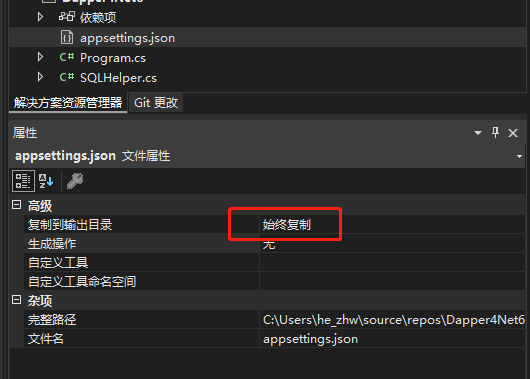 依赖项
appsettings.json
Program.cs
SQLHelper.cs
解决方案资源管理器 Git 更改
属性
appsettings.json 文件属性
高级
复制到输出目录 始终复制
生成操作 无
自定义工具
自定义工具命名空间
杂项
完整路径 C:\Users\he_zhw\source\repos\Dapper4Net6
文件名 appsettings.json